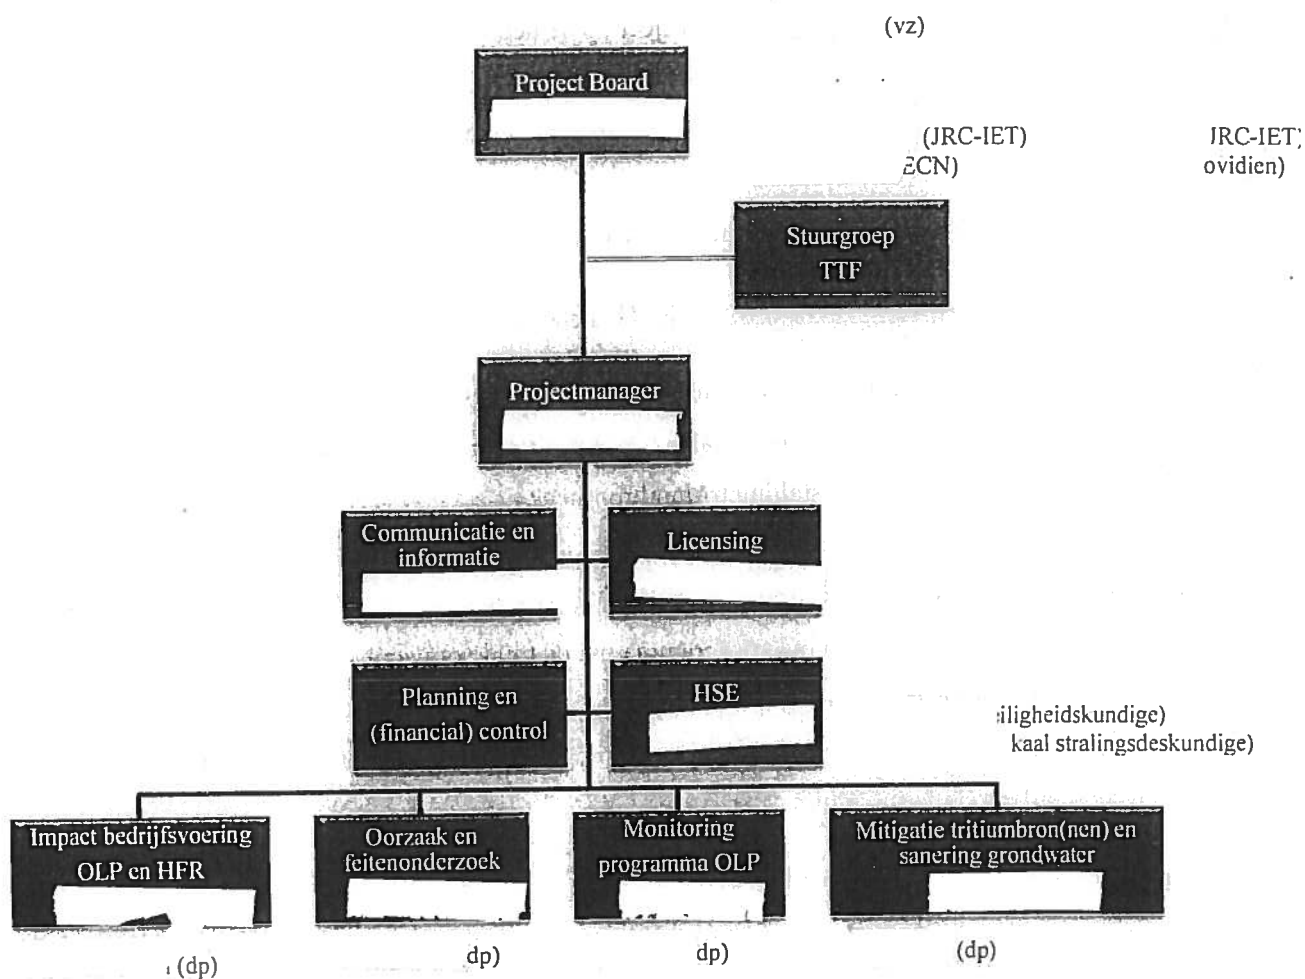 (vz)
Project Board
(JRC-IET)
JRC-IET)
ECN)
ovidien)
Stuurgroep
TTF
Projectmanager
Communicatie en
informatie
Licensing
Planning en
(financial) control
HSE
iligheidskundige)
kaal stralingsdeskundige)
Impact bedrijfsvoering
OLP en HFR
Oorzaak en
feitenonderzoek
Monitoring
programma OLP
Mitigatie tritiumbron(nen) en
sanering grondwater
(dp)
dp)
dp)
(dp)